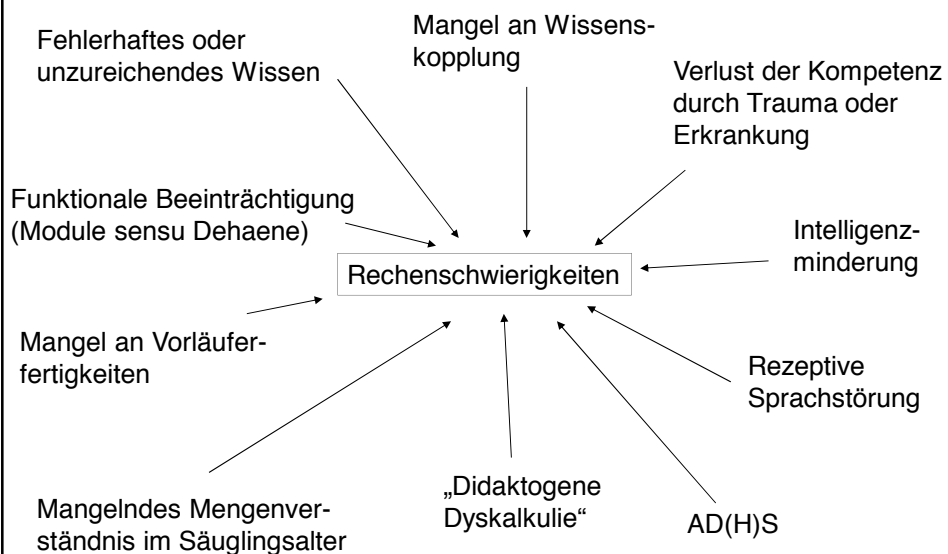 Fehlerhaftes oder
unzureichendes Wissen
Mangel an Wissens-
kopplung
Verlust der Kompetenz
durch Trauma oder
Erkrankung
Funktionale Beeinträchtigung
(Module sensu Dehaene)
Intelligenz-
minderung
Rechenschwierigkeiten
Mangel an Vorläufer-
fertigkeiten
Rezeptive
Sprachstörung
Mangelndes Mengenver-
ständnis im Säuglingsalter
„Didaktogene
Dyskalkulie“
AD(H)S